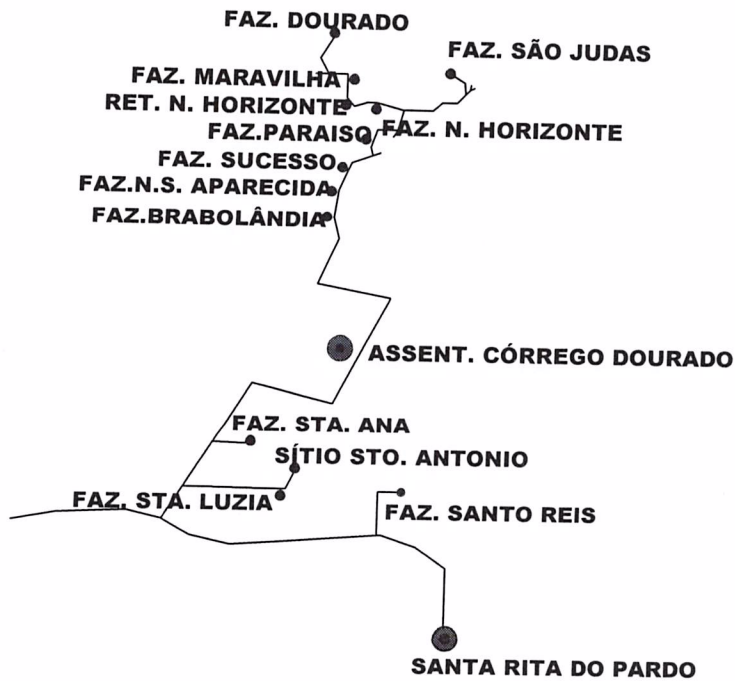 FAZ. DOURADO
FAZ. SÃO JUDAS
FAZ. MARAVILHA
RET. N. HORIZONTE
FAZ.PARAISO
FAZ. N. HORIZONTE
FAZ. SUCESSO
FAZ.N.S. APARECIDA
FAZ.BRABOLÂNDIA
ASSENT. CÓRREGO DOURADO
FAZ. STA. ANA
SÍTIO STO. ANTONIO
FAZ. STA. LUZIA
FAZ. SANTO REIS
SANTA RITA DO PARDO